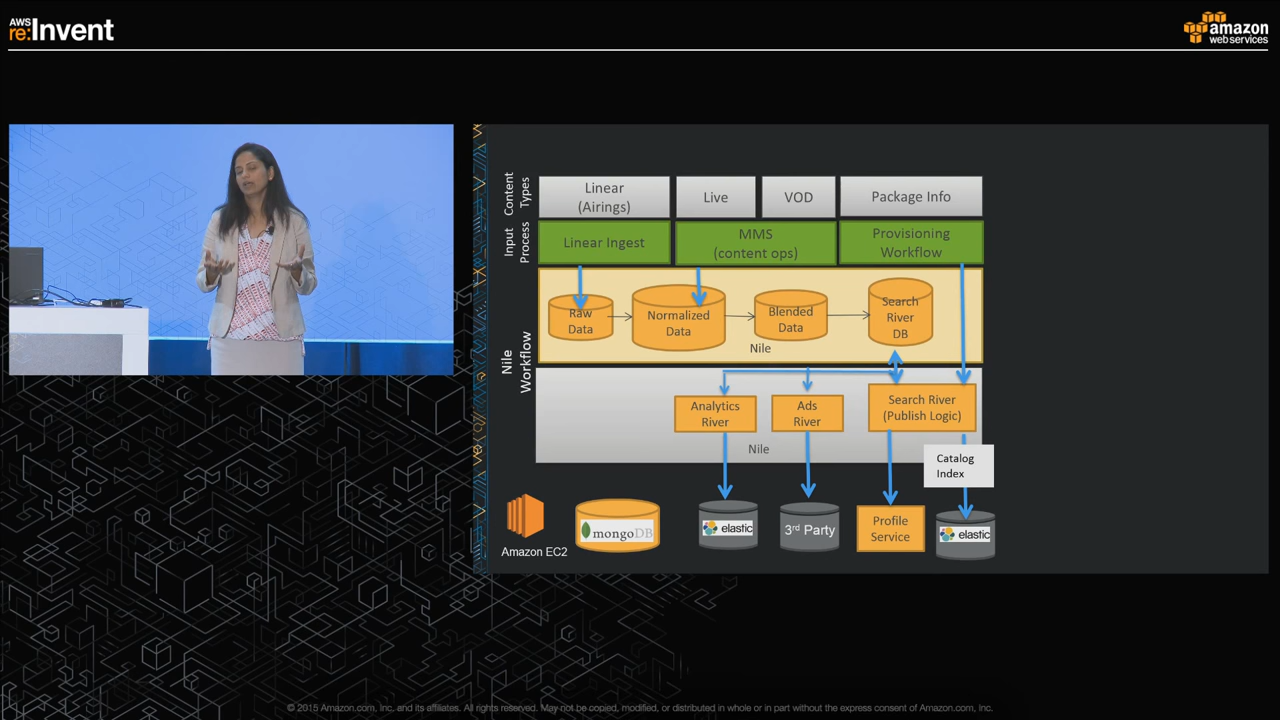 AWS
re:Invent
amazon
web services
Content
Types
Linear
(Airings)
Live
VOD
Package Info
Input
Process
Linear Ingest
MMS
(content ops)
Provisioning
Workflow
Nile
Workflow
Raw
Data
Normalized
Data
Blended
Data
Search
River
DB
Nile
Analytics
River
Ads
River
Search River
(Publish Logic)
Nile
Catalog
Index
Amazon EC2
mongoDB
elastic
3rd Party
Profile
Service
elastic
© 2015 Amazon.com, Inc. and its affiliates. All rights reserved. May not be copied, modified, or distributed in whole or in part without the express consent of Amazon.com, Inc.